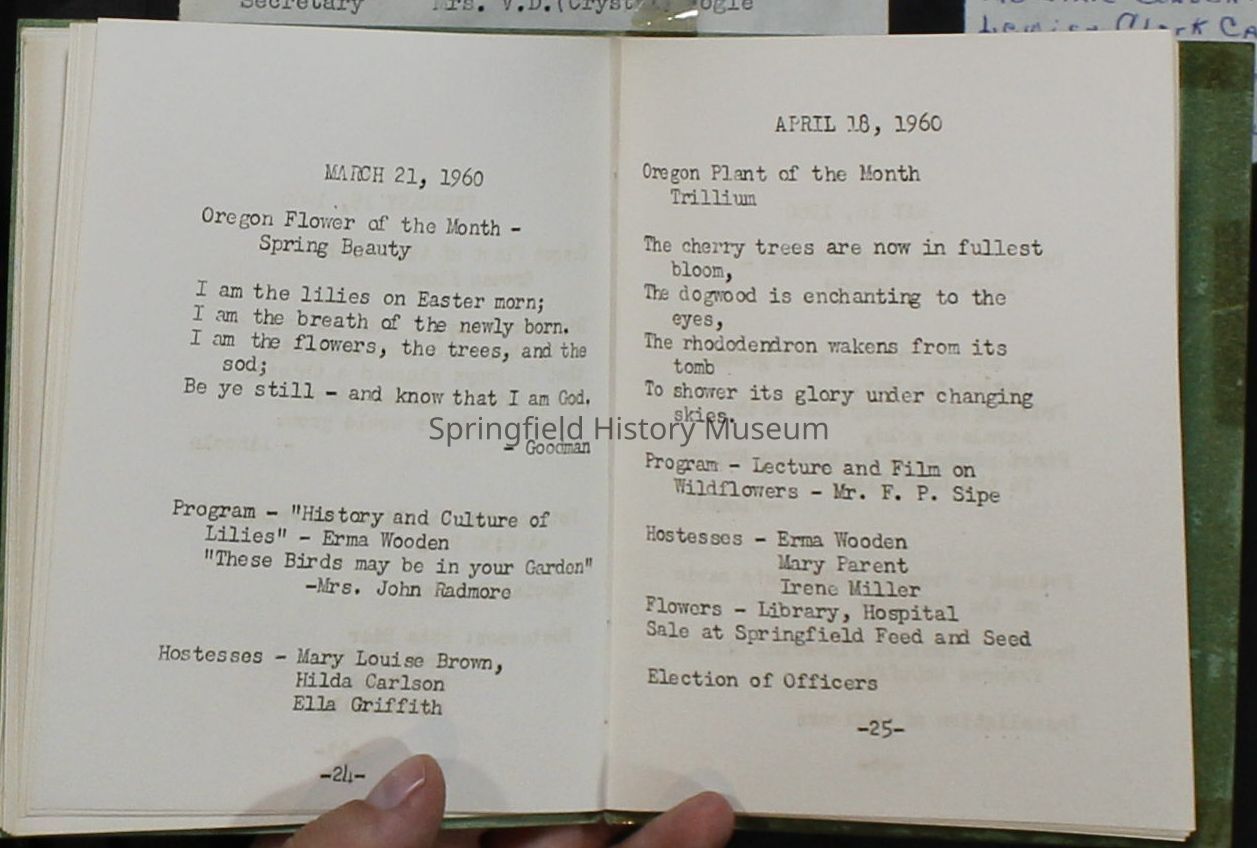 Secretary Mrs. V.D.(Crystal
MARCH 21, 1960
Oregon Flower of the Month -
Spring Beauty
I am the lilies on Easter morn;
I am the breath of the newly born.
I am the flowers, the trees, and the
sod;
Be ye still - and know that I am God.
- Goodman
Program - "History and Culture of
Lilies" - Erma Wooden
"These Birds may be in your Garden"
-Mrs. John Radmore
Hostesses - Mary Louise Brown,
Hilda Carlson
Ella Griffith
-24-
APRIL 18, 1960
Oregon Plant of the Month
Trillium
The cherry trees are now in fullest
bloom,
The dogwood is enchanting to the
eyes,
The rhododendron wakens from its
tomb
To shower its glory under changing
skies.
Program - Lecture and Film on
Wildflowers - Mr. F. P. Sipe
Hostesses - Erma Wooden
Mary Parent
Irene Miller
Flowers - Library, Hospital
Sale at Springfield Feed and Seed
Election of Officers
-25-
Springfield History Museum